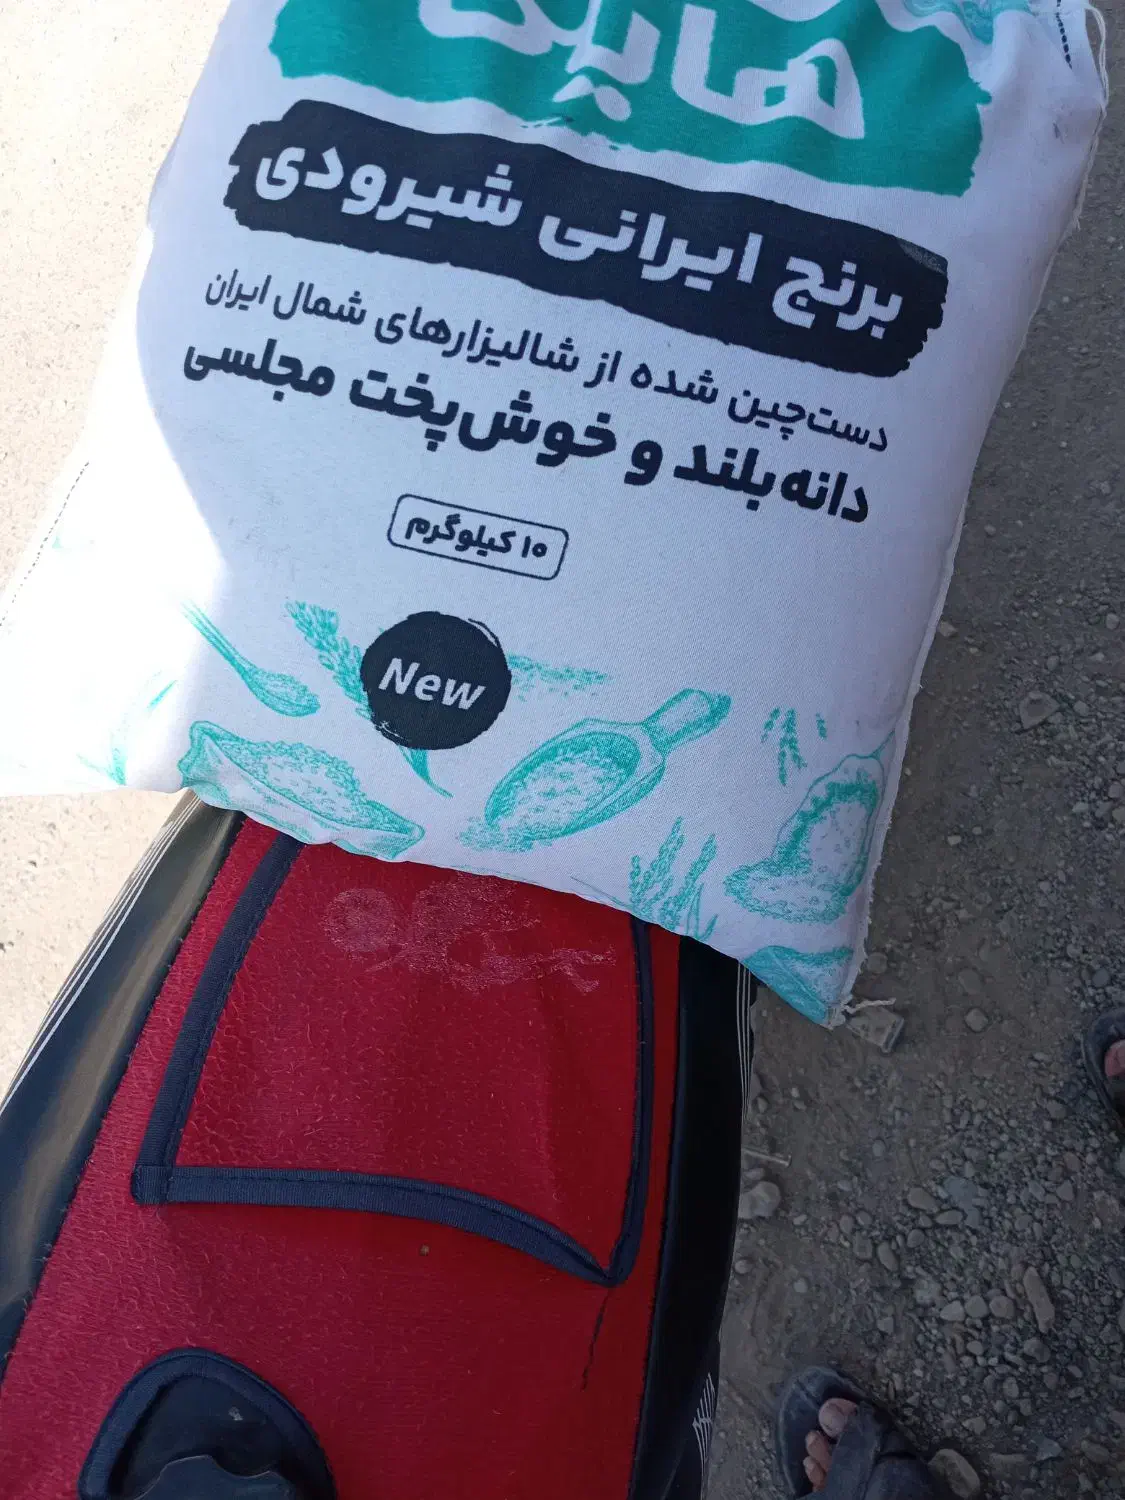 برنج ایرانی شیرودی
دست‌چین شده از شالیزارهای شمال ایران
دانه‌بلند و خوش‌پخت مجلسی
۱۰ کیلوگرم
New